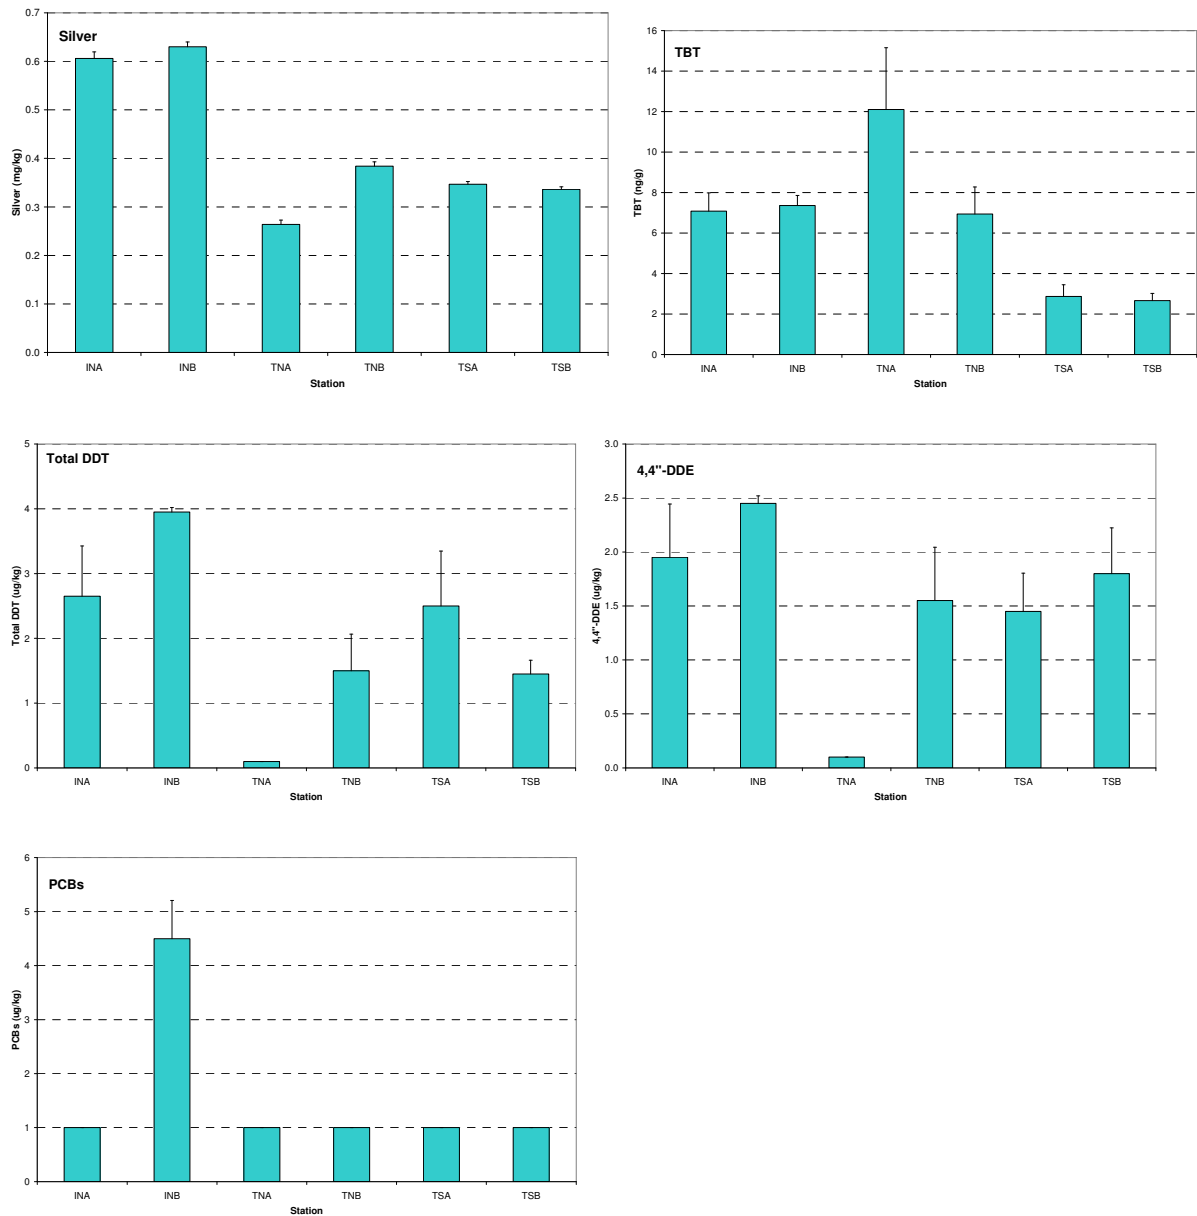 Silver
Silver (mg/kg)
0.7
0.6
0.5
0.4
0.3
0.2
0.1
0.0
INA INB TNA TNB TSA TSB
Station
TBT
TBT (ng/g)
16
14
12
10
8
6
4
2
0
INA INB TNA TNB TSA TSB
Station
Total DDT
Total DDT (ug/kg)
5
4
3
2
1
0
INA INB TNA TNB TSA TSB
Station
4,4"-DDE
4,4"-DDE (ug/kg)
3.0
2.5
2.0
1.5
1.0
0.5
0.0
INA INB TNA TNB TSA TSB
Station
PCBs
PCBs (ug/kg)
6
5
4
3
2
1
0
INA INB TNA TNB TSA TSB
Station